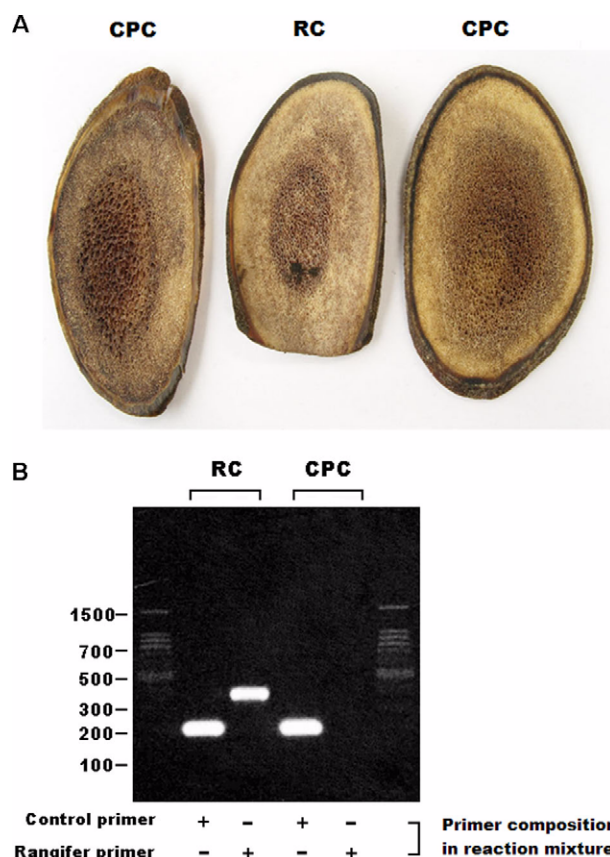 A
CPC RC CPC
B
RC CPC
1500
700
500
300
200
100
Control primer + - + -
Rangifer primer - + - +
Primer composition
in reaction mixture